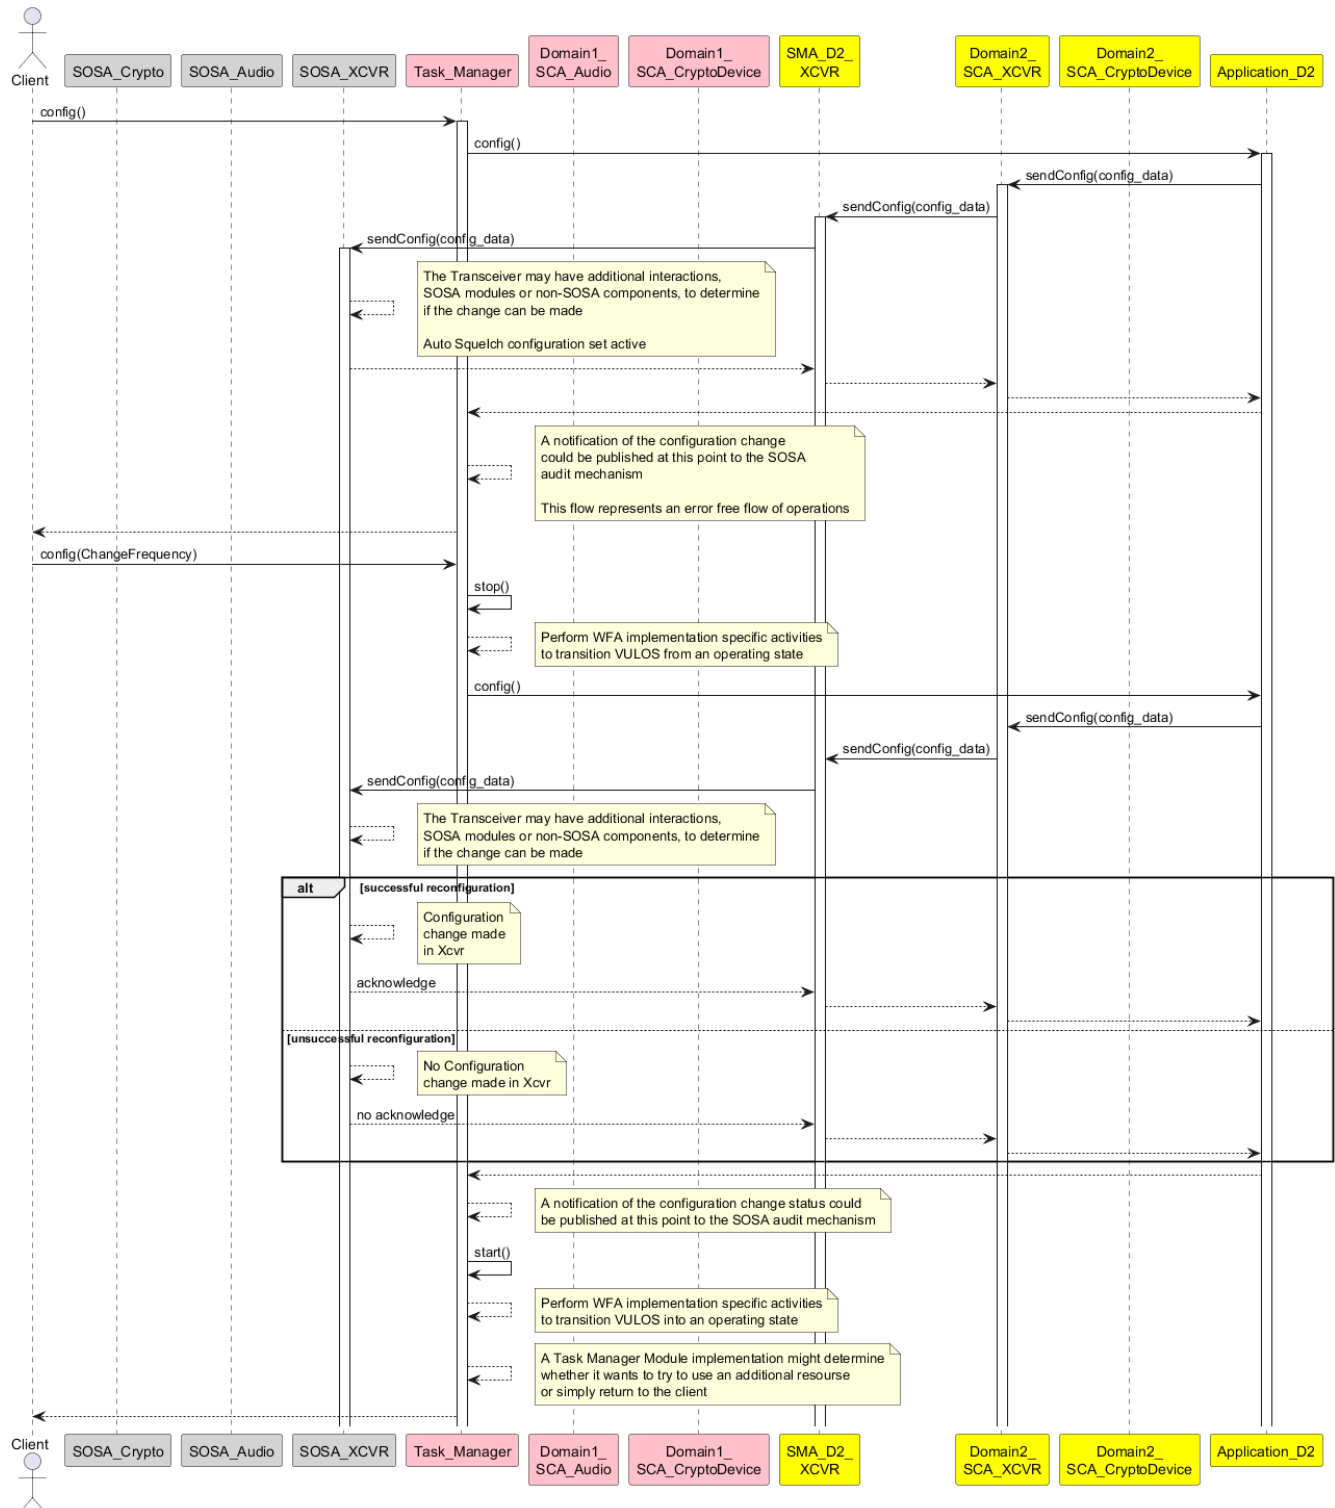 Client
SOSA_Crypto
SOSA_Audio
SOSA_XCVR
Task_Manager
Domain1_
SCA_Audio
Domain1_
SCA_CryptoDevice
SMA_D2_
XCVR
Domain2_
SCA_XCVR
Domain2_
SCA_CryptoDevice
Application_D2
config()
config()
sendConfig(config_data)
sendConfig(config_data)
sendConfig(config_data)
The Transceiver may have additional interactions,
SOSA modules or non-SOSA components, to determine
if the change can be made
Auto Squelch configuration set active
A notification of the configuration change
could be published at this point to the SOSA
audit mechanism
This flow represents an error free flow of operations
config(ChangeFrequency)
stop()
Perform WFA implementation specific activities
to transition VULOS from an operating state
config()
sendConfig(config_data)
sendConfig(config_data)
sendConfig(config_data)
The Transceiver may have additional interactions,
SOSA modules or non-SOSA components, to determine
if the change can be made
alt [successful reconfiguration]
Configuration
change made
in Xcvr
acknowledge
[unsuccessful reconfiguration]
No Configuration
change made in Xcvr
no acknowledge
A notification of the configuration change status could
be published at this point to the SOSA audit mechanism
start()
Perform WFA implementation specific activities
to transition VULOS into an operating state
A Task Manager Module implementation might determine
whether it wants to try to use an additional resourse
or simply return to the client
Client
SOSA_Crypto
SOSA_Audio
SOSA_XCVR
Task_Manager
Domain1_
SCA_Audio
Domain1_
SCA_CryptoDevice
SMA_D2_
XCVR
Domain2_
SCA_XCVR
Domain2_
SCA_CryptoDevice
Application_D2